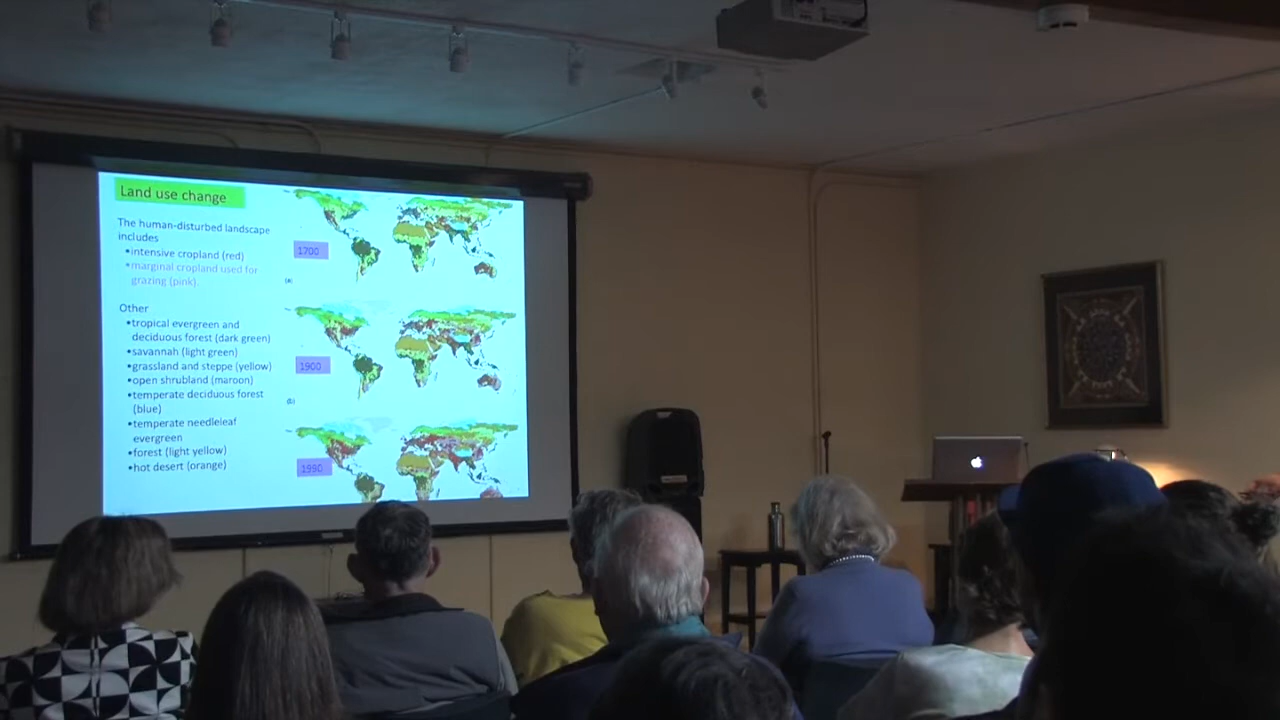 Land use change
The human-disturbed landscape
includes
•intensive cropland (red)
•marginal cropland used for
grazing (pink).
Other
•tropical evergreen and
deciduous forest (dark green)
•savannah (light green)
•grassland and steppe (yellow)
•open shrubland (maroon)
•temperate deciduous forest
(blue)
•temperate needleleaf
evergreen
•forest (light yellow)
•hot desert (orange)
1700
(a)
1900
(b)
1990